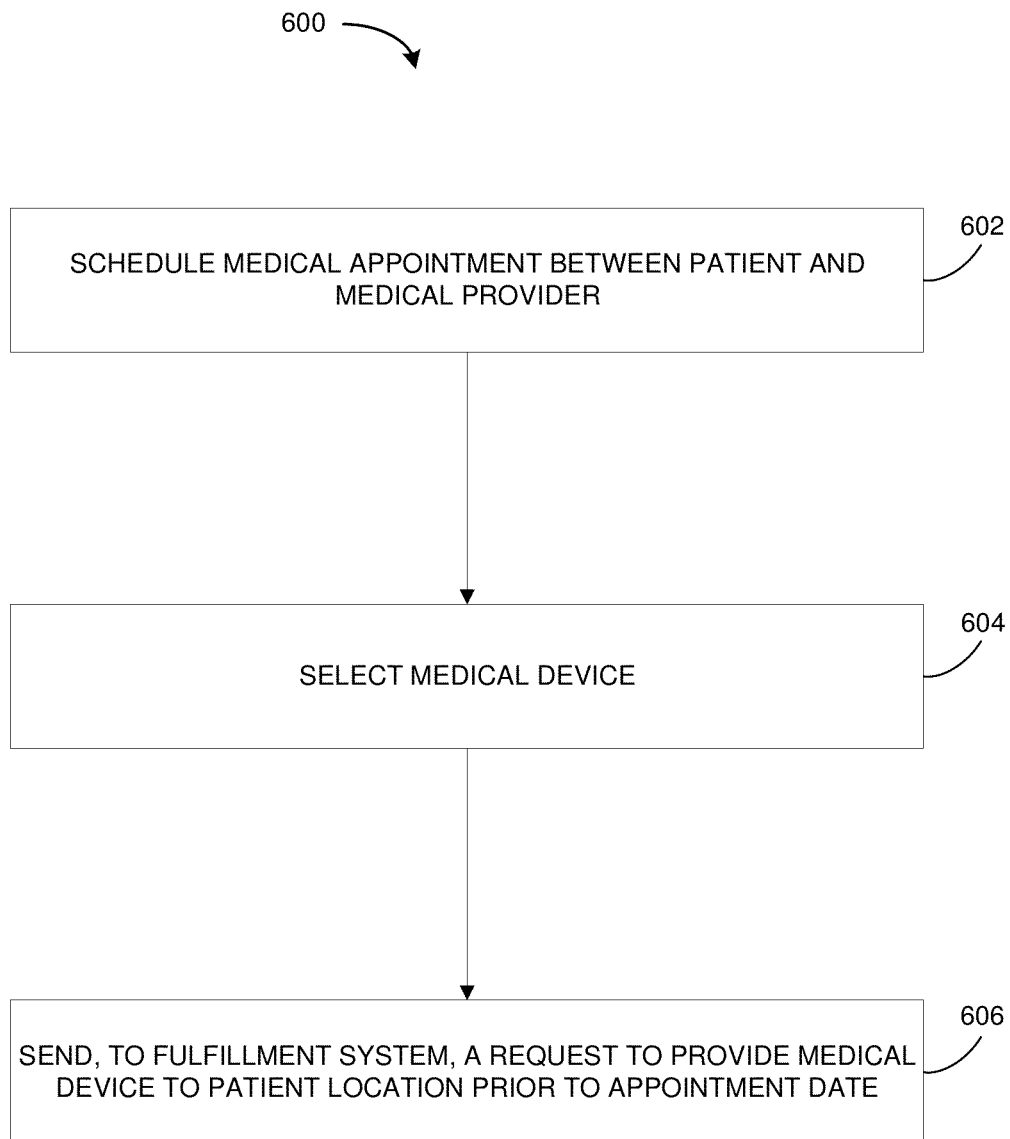 600
602
SCHEDULE MEDICAL APPOINTMENT BETWEEN PATIENT AND
MEDICAL PROVIDER
604
SELECT MEDICAL DEVICE
606
SEND, TO FULFILLMENT SYSTEM, A REQUEST TO PROVIDE MEDICAL
DEVICE TO PATIENT LOCATION PRIOR TO APPOINTMENT DATE